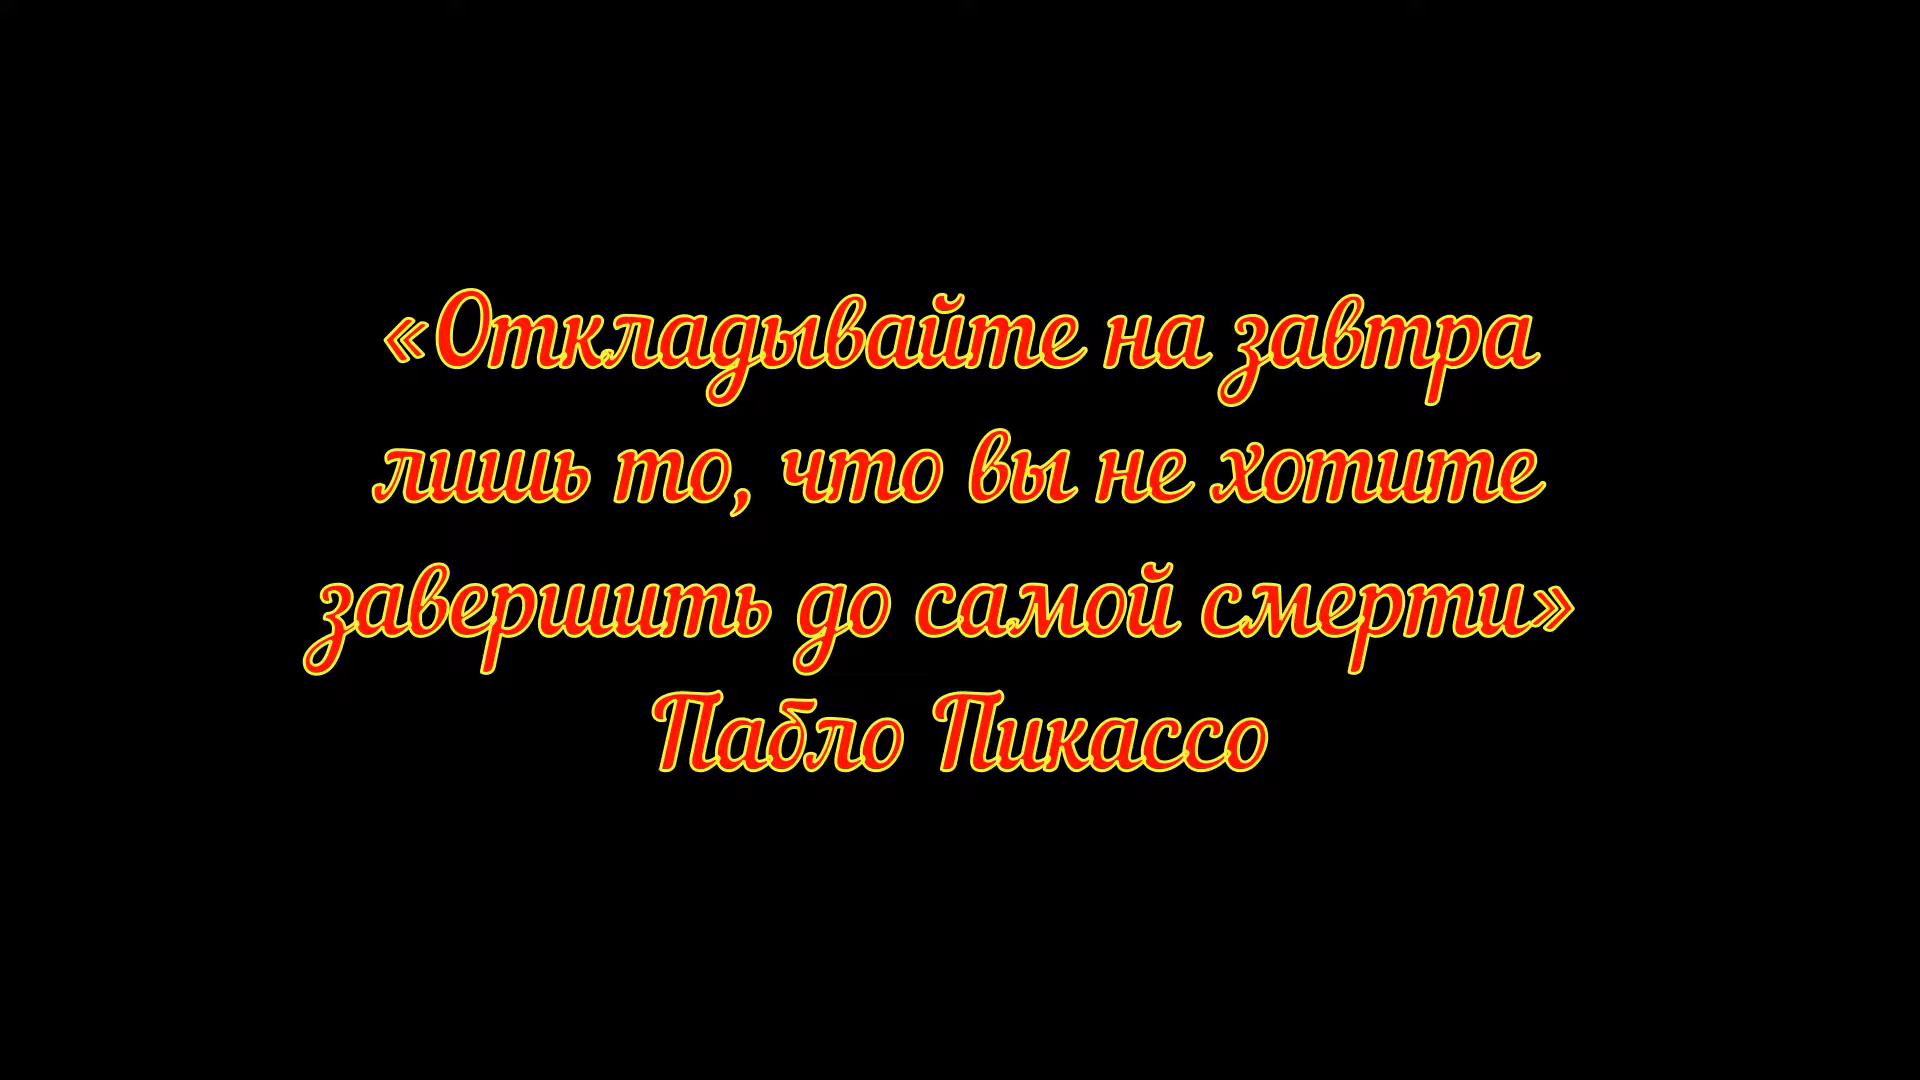 «Откладывайте на завтра
лишь то, что вы не хотите
завершить до самой смерти»
Пабло Пикассо